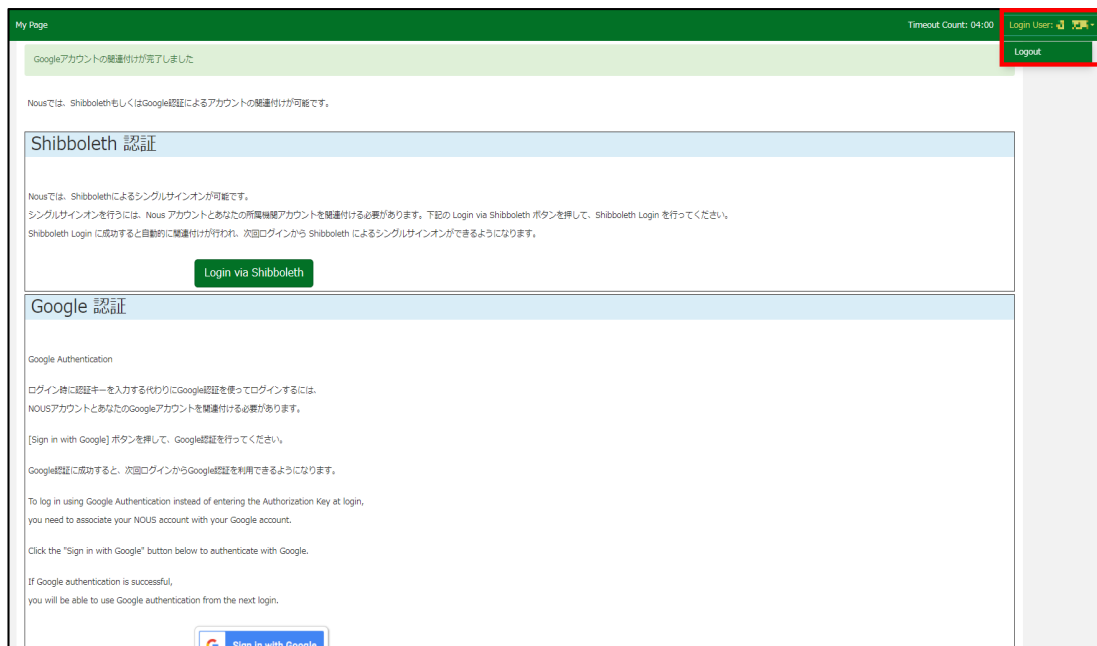 My Page
Timeout Count: 04:00
Login User:
Logout
Googleアカウントの関連付けが完了しました
Nousでは、ShibbolethもしくはGoogle認証によるアカウントの関連付けが可能です。
Shibboleth 認証
Nousでは、Shibbolethによるシングルサインオンが可能です。
シングルサインオンを行うには、Nous アカウントとあなたの所属機関アカウントを関連付ける必要があります。下記の Login via Shibboleth ボタンを押して、Shibboleth Login を行ってください。
Shibboleth Login に成功すると自動的に関連付けが行われ、次回ログインから Shibboleth によるシングルサインオンができるようになります。
Login via Shibboleth
Google 認証
Google Authentication
ログイン時に認証キーを入力する代わりにGoogle認証を使ってログインするには、
NOUSアカウントとあなたのGoogleアカウントを関連付ける必要があります。
[Sign in with Google] ボタンを押して、Google認証を行ってください。
Google認証に成功すると、次回ログインからGoogle認証を利用できるようになります。
To log in using Google Authentication instead of entering the Authorization Key at login,
you need to associate your NOUS account with your Google account.
Click the "Sign in with Google" button below to authenticate with Google.
If Google authentication is successful,
you will be able to use Google authentication from the next login.
Sign in with Google